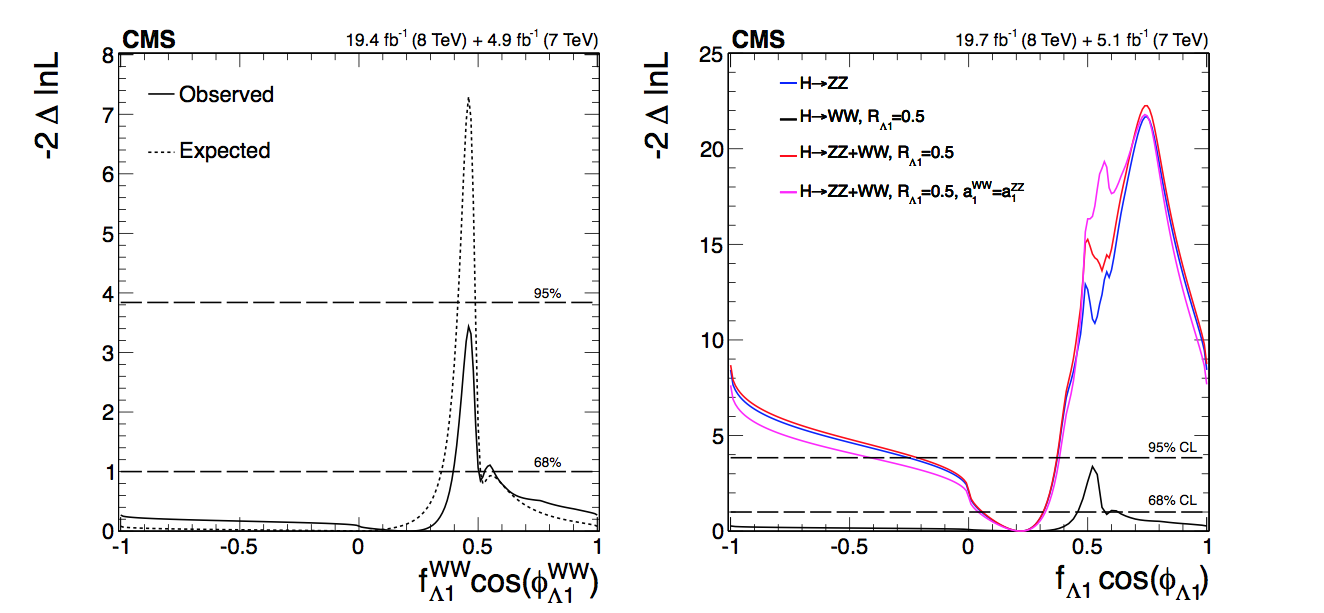 CMS 19.4 fb⁻¹ (8 TeV) + 4.9 fb⁻¹ (7 TeV)
-2 Δ lnL
8
7
6
5
4
3
2
1
0
Observed
Expected
95%
68%
-1 -0.5 0 0.5 1
f_Λ1^WW cos(ϕ_Λ1^WW)
CMS 19.7 fb⁻¹ (8 TeV) + 5.1 fb⁻¹ (7 TeV)
-2 Δ lnL
25
20
15
10
5
0
H→ZZ
H→WW, R_Λ1=0.5
H→ZZ+WW, R_Λ1=0.5
H→ZZ+WW, R_Λ1=0.5, a_1^WW=a_1^ZZ
95% CL
68% CL
-1 -0.5 0 0.5 1
f_Λ1 cos(ϕ_Λ1)